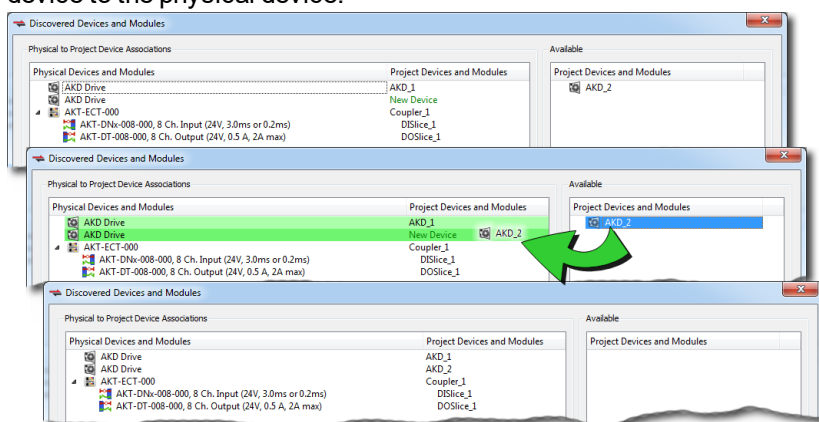 device to the physical device.
Discovered Devices and Modules
x
Physical to Project Device Associations Available
Physical Devices and Modules Project Devices and Modules Project Devices and Modules
AKD Drive AKD_1 AKD_2
AKD Drive New Device
AKT-ECT-000 Coupler_1
AKT-DNx-008-000, 8 Ch. Input (24V, 3.0ms or 0.2ms) DISlice_1
AKT-DT-008-000, 8 Ch. Output (24V, 0.5 A, 2A max) DOSlice_1
Discovered Devices and Modules
x
Physical to Project Device Associations Available
Physical Devices and Modules Project Devices and Modules Project Devices and Modules
AKD Drive AKD_1 AKD_2
AKD Drive New Device AKD_2
AKT-ECT-000 Coupler_1
AKT-DNx-008-000, 8 Ch. Input (24V, 3.0ms or 0.2ms) DISlice_1
AKT-DT-008-000, 8 Ch. Output (24V, 0.5 A, 2A max) DOSlice_1
Discovered Devices and Modules
x
Physical to Project Device Associations Available
Physical Devices and Modules Project Devices and Modules Project Devices and Modules
AKD Drive AKD_1
AKD Drive AKD_2
AKT-ECT-000 Coupler_1
AKT-DNx-008-000, 8 Ch. Input (24V, 3.0ms or 0.2ms) DISlice_1
AKT-DT-008-000, 8 Ch. Output (24V, 0.5 A, 2A max) DOSlice_1